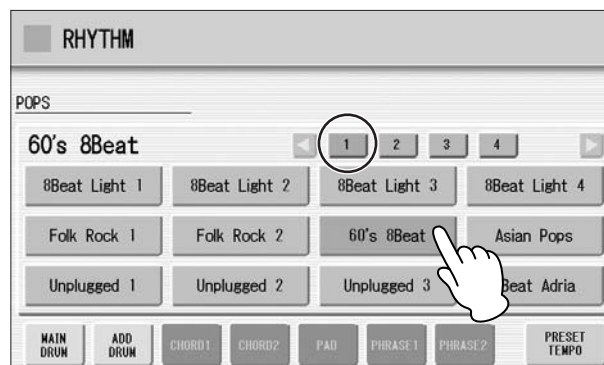 RHYTHM
POPS
60's 8Beat 1 2 3 4
8Beat Light 1 8Beat Light 2 8Beat Light 3 8Beat Light 4
Folk Rock 1 Folk Rock 2 60's 8Beat Asian Pops
Unplugged 1 Unplugged 2 Unplugged 3 Beat Adria
MAIN DRUM ADD DRUM CHORD1 CHORD2 PAD PHRASE1 PHRASE2 PRESET TEMPO